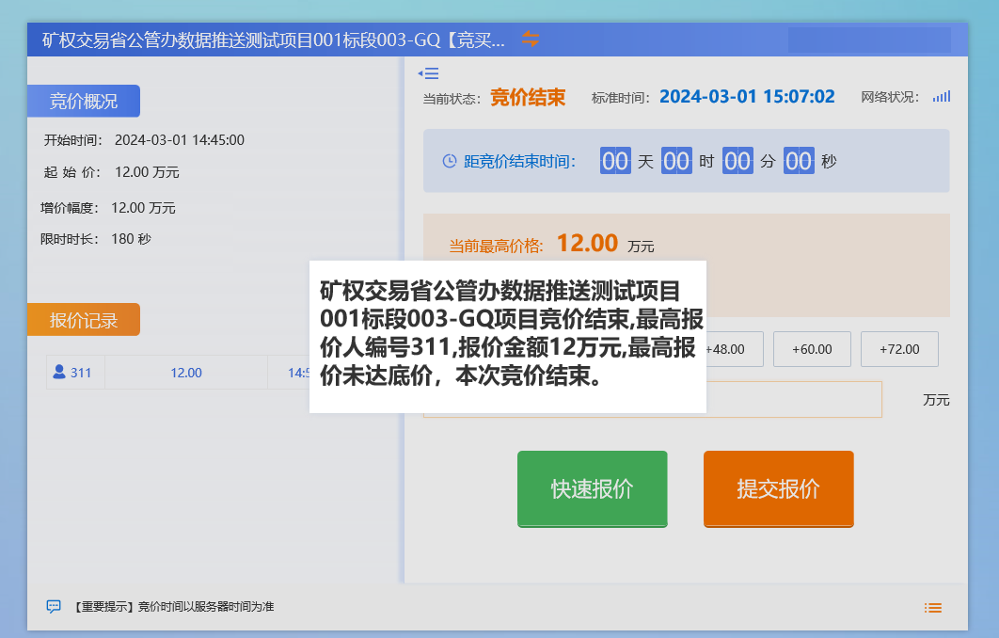 矿权交易省公管办数据推送测试项目001标段003-GQ【竞买...
竞价概况
开始时间： 2024-03-01 14:45:00
起 始 价： 12.00 万元
增价幅度： 12.00 万元
限时时长： 180 秒
报价记录
311 12.00 14:5
当前状态： 竞价结束 标准时间： 2024-03-01 15:07:02 网络状况：
距竞价结束时间： 00 天 00 时 00 分 00 秒
当前最高价格: 12.00 万元
矿权交易省公管办数据推送测试项目
001标段003-GQ项目竞价结束,最高报
价人编号311,报价金额12万元,最高报
价未达底价，本次竞价结束。
+48.00 +60.00 +72.00
万元
快速报价 提交报价
【重要提示】竞价时间以服务器时间为准